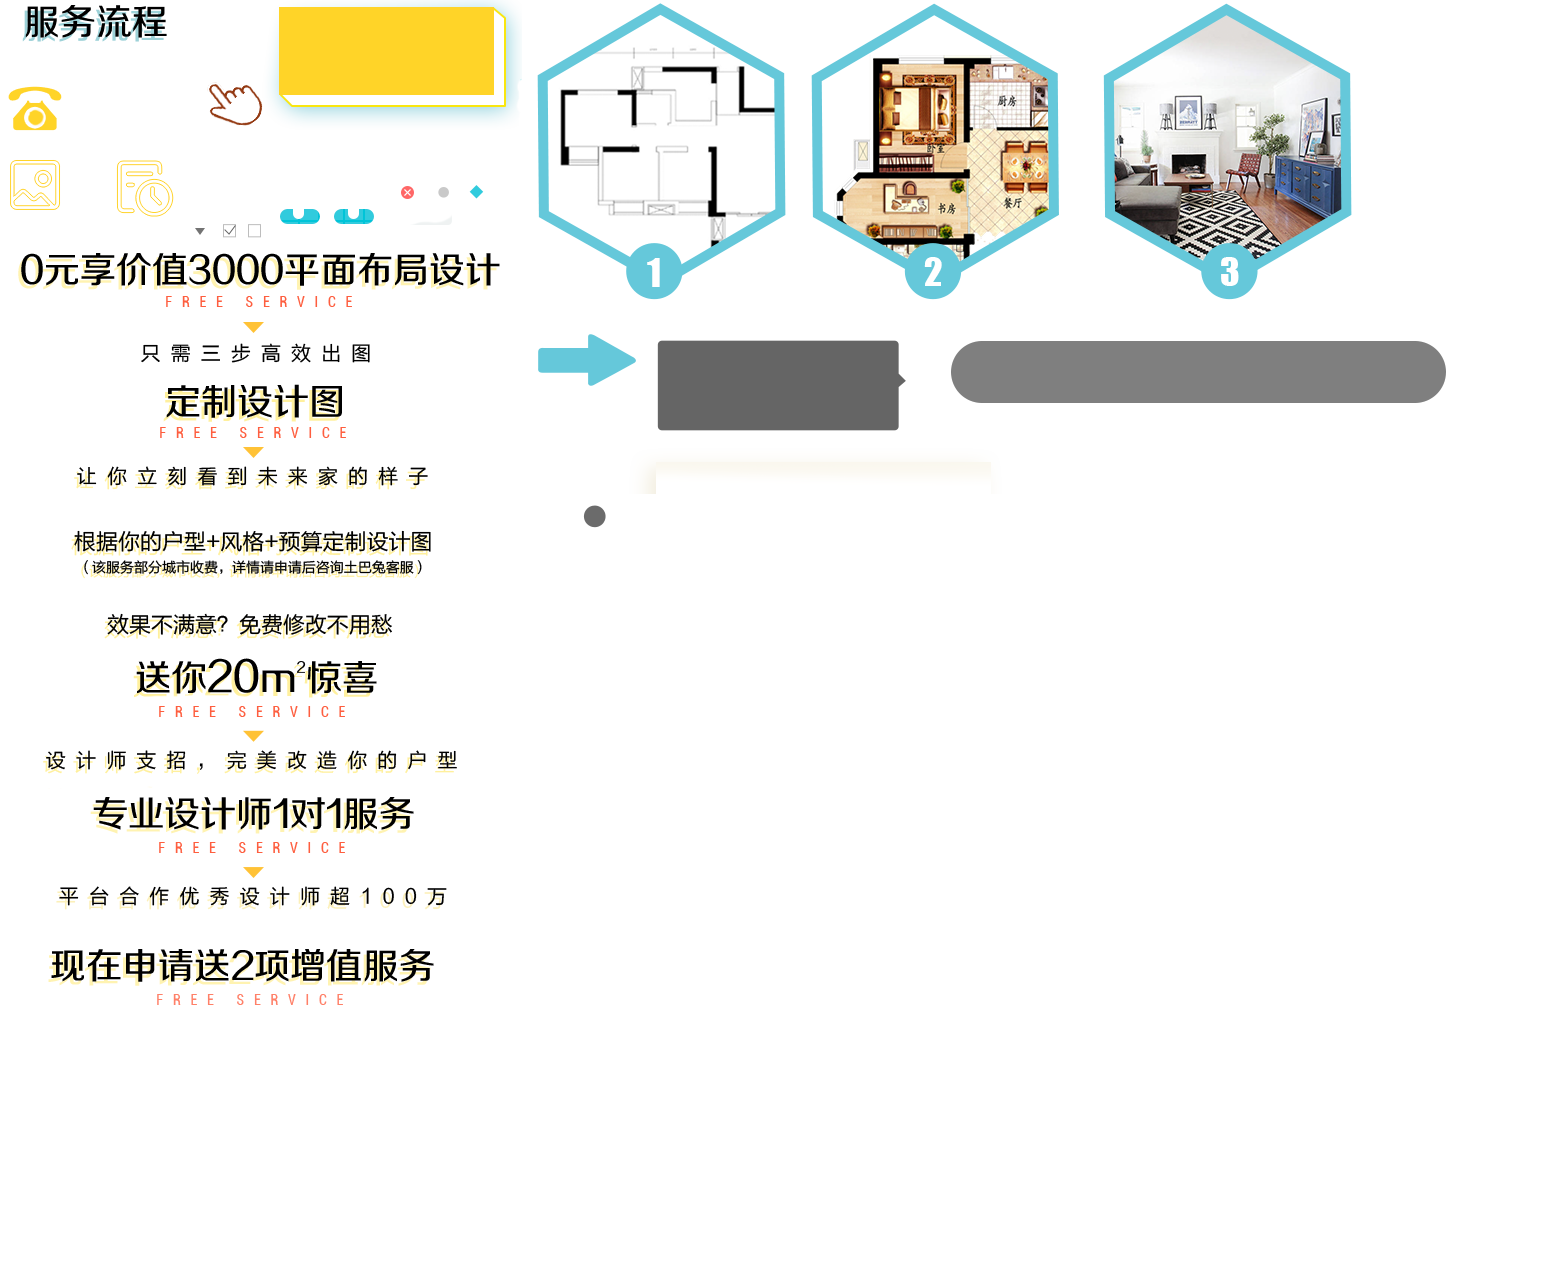 服务流程
0元享价值3000平面布局设计
FREE SERVICE
只需三步高效出图
定制设计图
FREE SERVICE
让你立刻看到未来家的样子
根据你的户型+风格+预算定制设计图
（该服务部分城市收费，详情请申请后咨询土巴兔客服）
效果不满意？免费修改不用愁
送你20m²惊喜
FREE SERVICE
设计师支招，完美改造你的户型
专业设计师1对1服务
FREE SERVICE
平台合作优秀设计师超100万
现在申请送2项增值服务
FREE SERVICE
1
厨房
卧室
书房
餐厅
2
3